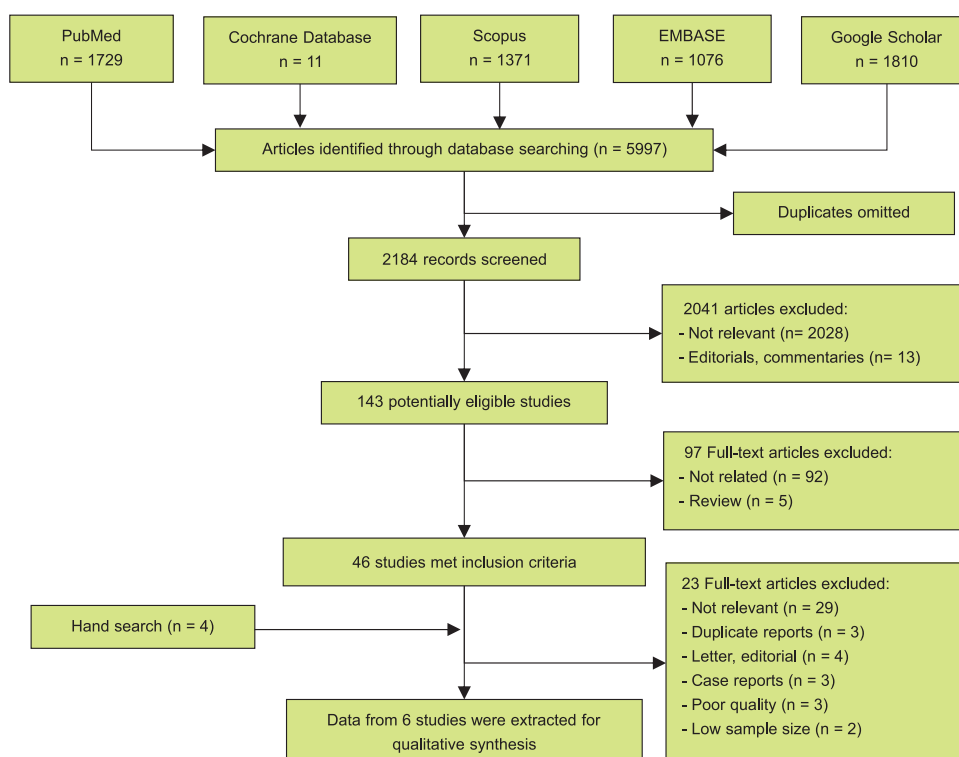 PubMed
n = 1729
Cochrane Database
n = 11
Scopus
n = 1371
EMBASE
n = 1076
Google Scholar
n = 1810
Articles identified through database searching (n = 5997)
Duplicates omitted
2184 records screened
2041 articles excluded:
- Not relevant (n= 2028)
- Editorials, commentaries (n= 13)
143 potentially eligible studies
97 Full-text articles excluded:
- Not related (n = 92)
- Review (n = 5)
46 studies met inclusion criteria
Hand search (n = 4)
23 Full-text articles excluded:
- Not relevant (n = 29)
- Duplicate reports (n = 3)
- Letter, editorial (n = 4)
- Case reports (n = 3)
- Poor quality (n = 3)
- Low sample size (n = 2)
Data from 6 studies were extracted for
qualitative synthesis